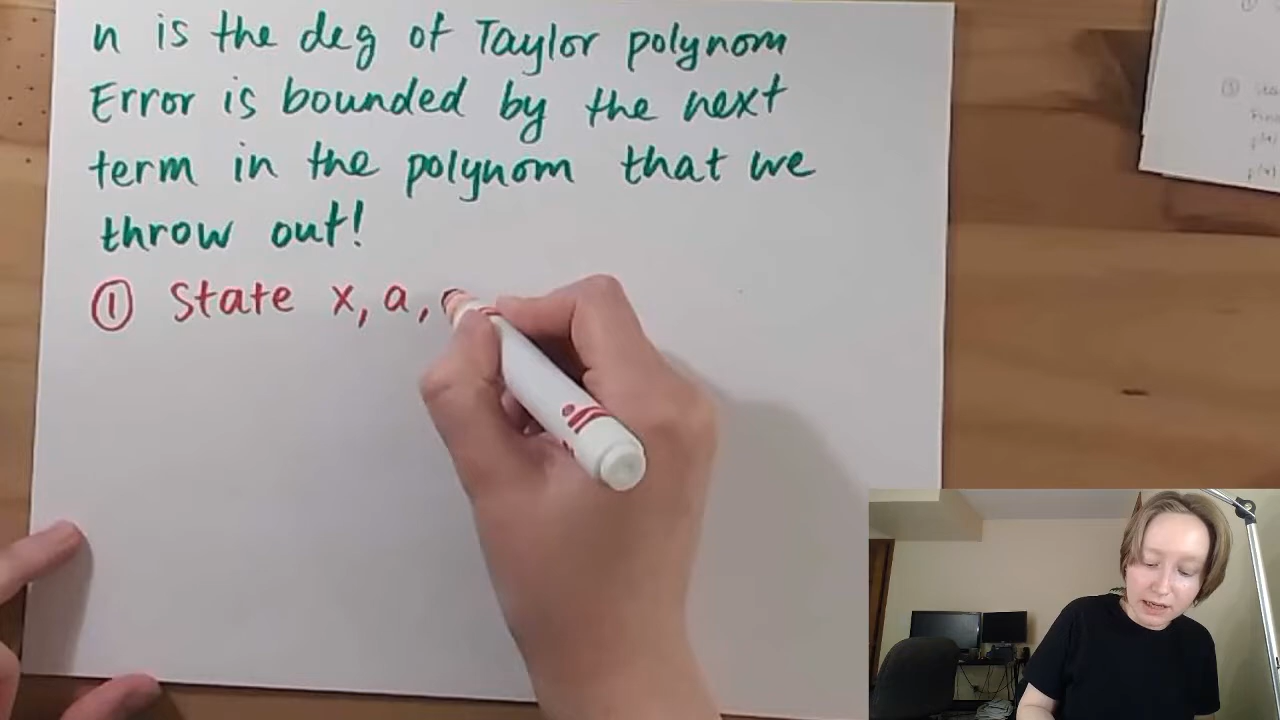 n is the deg of Taylor polynom
Error is bounded by the next
term in the polynom that we
throw out!
① State x, a,